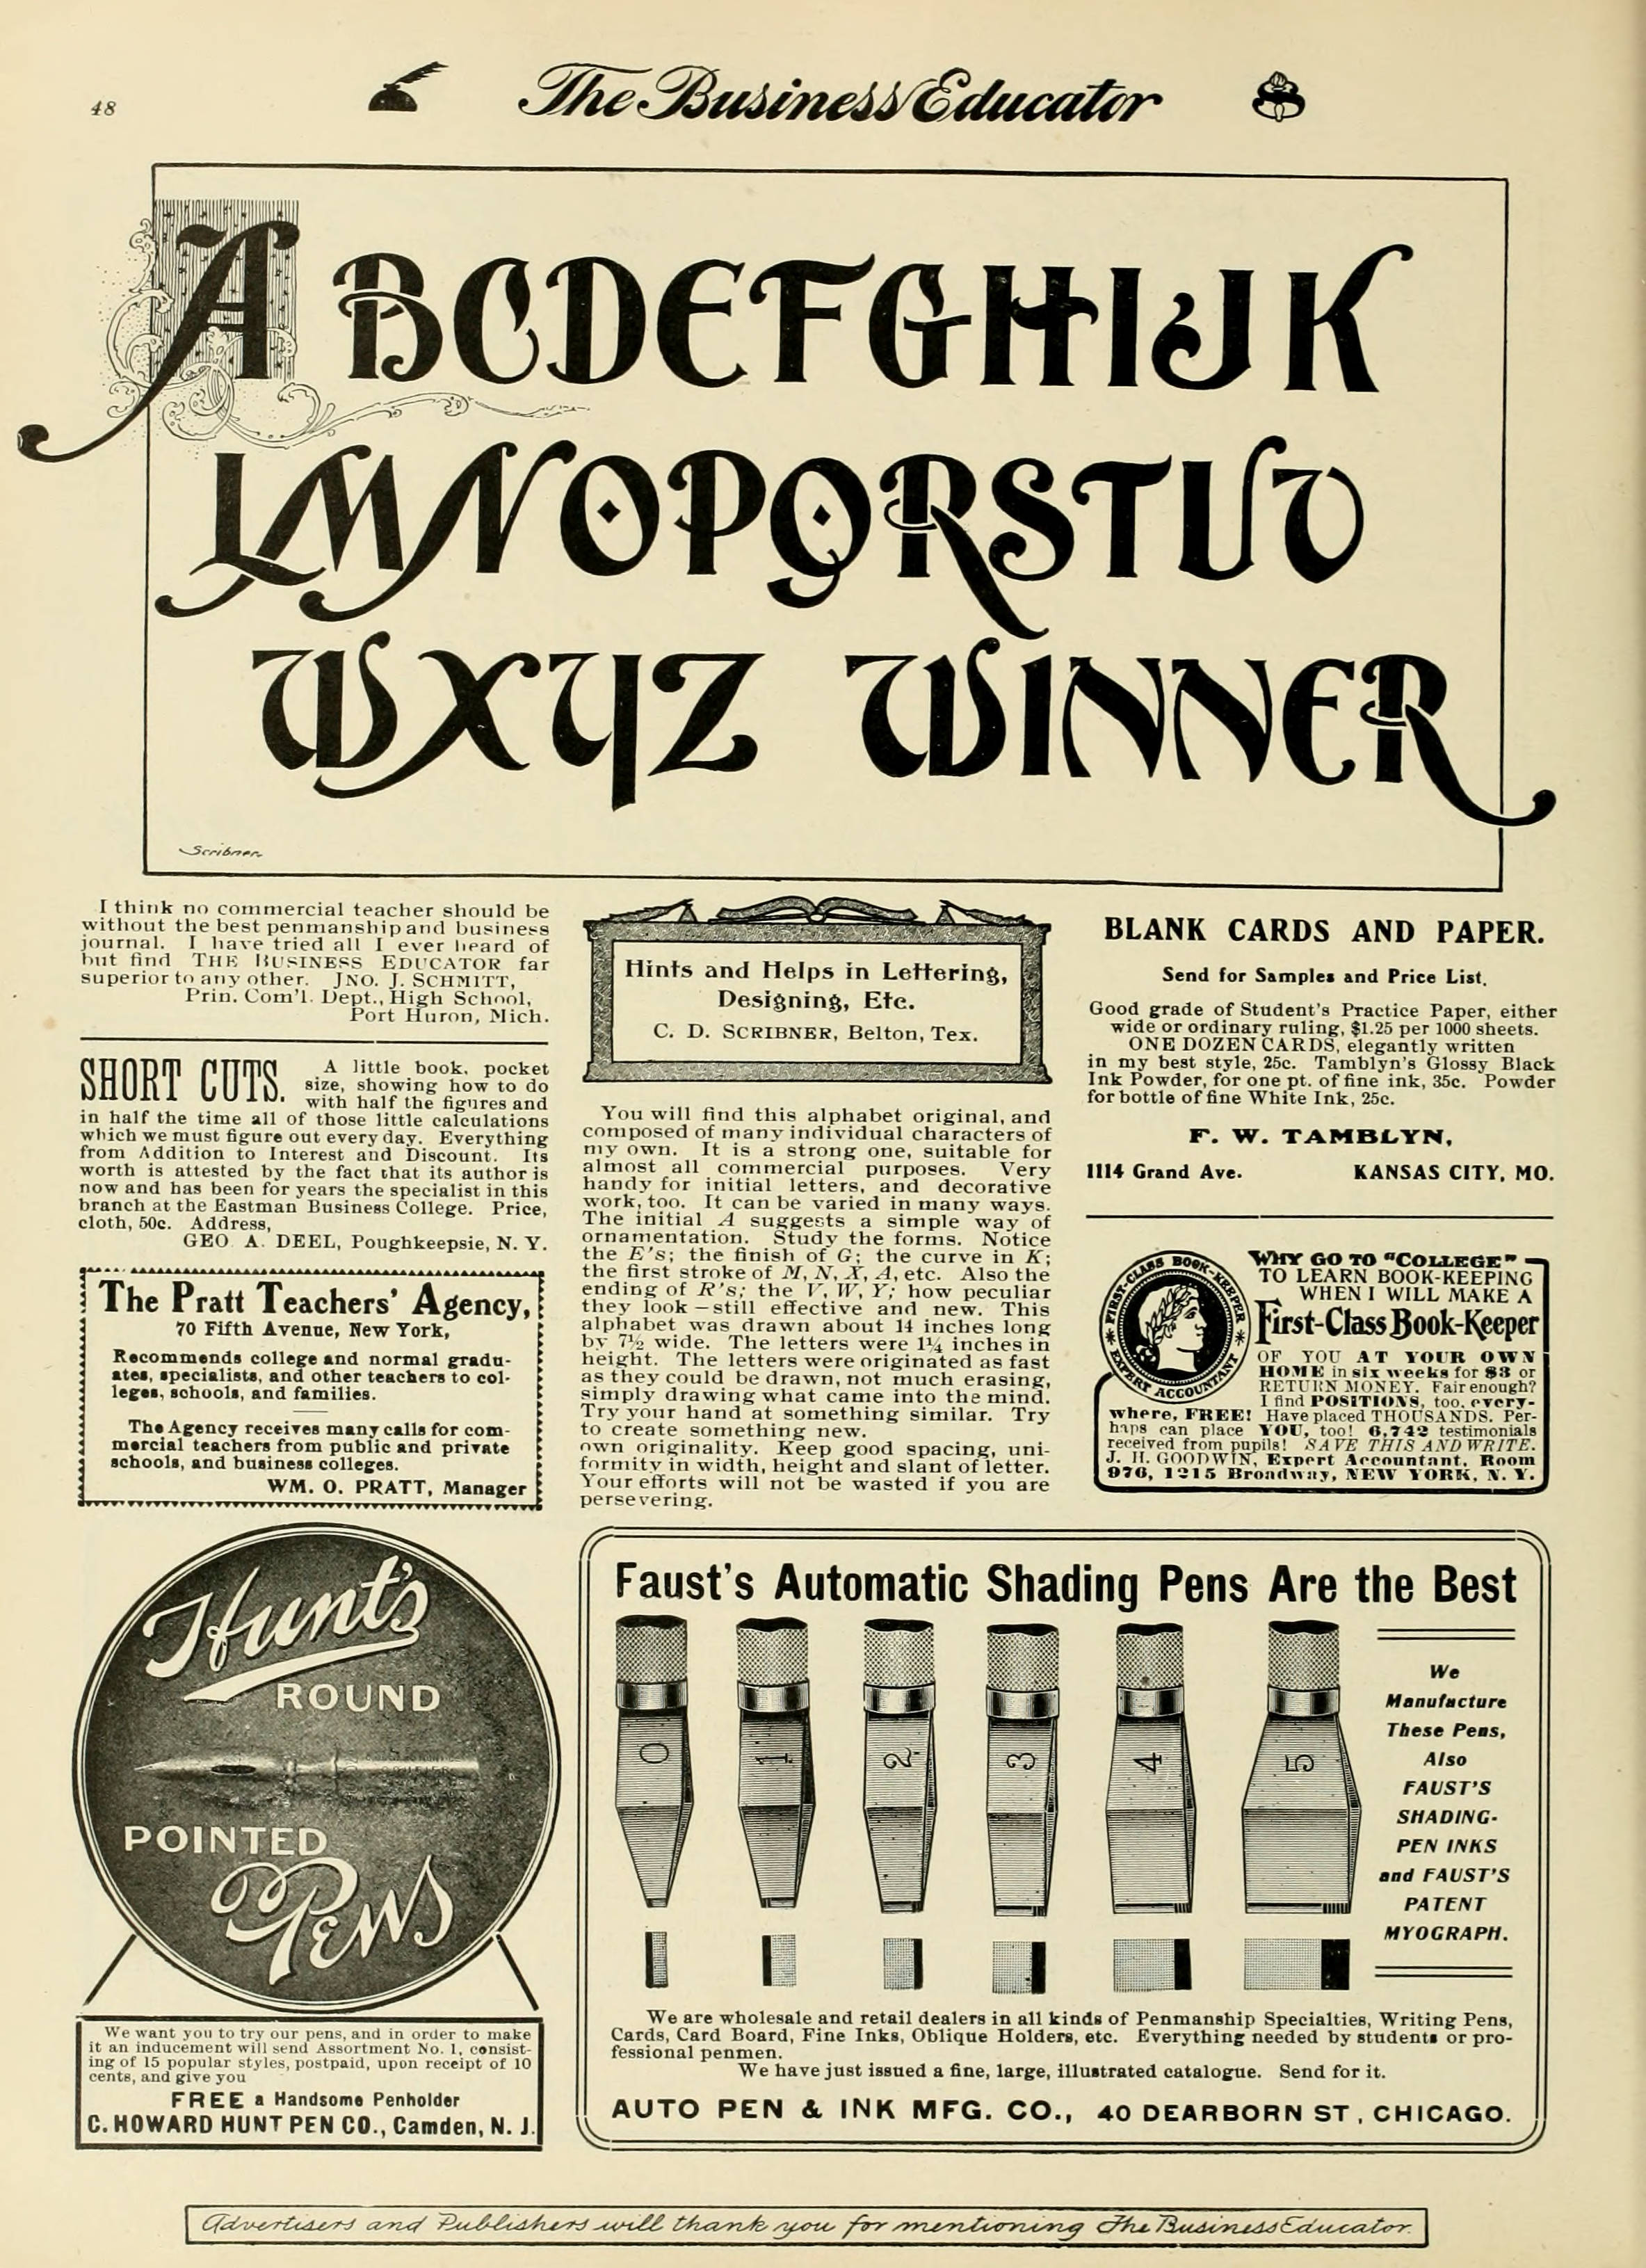 48
The Business Educator
ABCDEFGHIJK
LMNOPQRSTUV
WXYZ WINNER
Scribner
I think no commercial teacher should be
without the best penmanship and business
journal. I have tried all I ever heard of
but find THE BUSINESS EDUCATOR far
superior to any other. JNO. J. SCHMITT,
Prin. Com'l. Dept., High School,
Port Huron, Mich.
SHORT CUTS. A little book, pocket
size, showing how to do
with half the figures and
in half the time all of those little calculations
which we must figure out every day. Everything
from Addition to Interest and Discount. Its
worth is attested by the fact that its author is
now and has been for years the specialist in this
branch at the Eastman Business College. Price,
cloth, 50c. Address,
GEO A. DEEL, Poughkeepsie, N. Y.
The Pratt Teachers' Agency,
70 Fifth Avenue, New York,
Recommends college and normal gradu-
ates, specialists, and other teachers to col-
leges, schools, and families.
The Agency receives many calls for com-
mercial teachers from public and private
schools, and business colleges.
WM. O. PRATT, Manager
Hunt's
ROUND
POINTED
PENS
We want you to try our pens, and in order to make
it an inducement will send Assortment No. 1, consist-
ing of 15 popular styles, postpaid, upon receipt of 10
cents, and give you
FREE a Handsome Penholder
C. HOWARD HUNT PEN CO., Camden, N. J.
Hints and Helps in Lettering,
Designing, Etc.
C. D. SCRIBNER, Belton, Tex.
You will find this alphabet original, and
composed of many individual characters of
my own. It is a strong one, suitable for
almost all commercial purposes. Very
handy for initial letters, and decorative
work, too. It can be varied in many ways.
The initial A suggests a simple way of
ornamentation. Study the forms. Notice
the E's; the finish of G; the curve in K;
the first stroke of M, N, X, A, etc. Also the
ending of R's; the V, W, Y; how peculiar
they look—still effective and new. This
alphabet was drawn about 14 inches long
by 7½ wide. The letters were 1¼ inches in
height. The letters were originated as fast
as they could be drawn, not much erasing,
simply drawing what came into the mind.
Try your hand at something similar. Try
to create something new.
own originality. Keep good spacing, uni-
formity in width, height and slant of letter.
Your efforts will not be wasted if you are
persevering.
BLANK CARDS AND PAPER.
Send for Samples and Price List.
Good grade of Student's Practice Paper, either
wide or ordinary ruling, $1.25 per 1000 sheets.
ONE DOZEN CARDS, elegantly written
in my best style, 25c. Tamblyn's Glossy Black
Ink Powder, for one pt. of fine ink, 35c. Powder
for bottle of fine White Ink, 25c.
F. W. TAMBLYN,
1114 Grand Ave. KANSAS CITY, MO.
FIRST-CLASS BOOK-KEEPER
EXPERT ACCOUNTANT
WHY GO TO "COLLEGE"
TO LEARN BOOK-KEEPING
WHEN I WILL MAKE A
First-Class Book-Keeper
OF YOU AT YOUR OWN
HOME in six weeks for $3 or
RETURN MONEY. Fair enough?
I find POSITIONS, too, every-
where, FREE! Have placed THOUSANDS. Per-
haps can place YOU, too! 6,742 testimonials
received from pupils! SAVE THIS AND WRITE.
J. H. GOODWIN, Expert Accountant, Room
976, 1215 Broadway, NEW YORK, N. Y.
Faust's Automatic Shading Pens Are the Best
0 1 2 3 4 5
We
Manufacture
These Pens,
Also
FAUST'S
SHADING-
PEN INKS
and FAUST'S
PATENT
MYOGRAPH.
We are wholesale and retail dealers in all kinds of Penmanship Specialties, Writing Pens,
Cards, Card Board, Fine Inks, Oblique Holders, etc. Everything needed by students or pro-
fessional penmen.
We have just issued a fine, large, illustrated catalogue. Send for it.
AUTO PEN & INK MFG. CO., 40 DEARBORN ST, CHICAGO.
Advertisers and Publishers will thank you for mentioning The Business Educator.